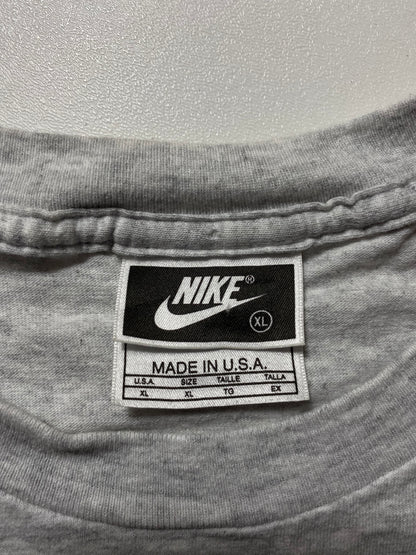 NIKE®
XL
MADE IN U.S.A.
U.S.A. SIZE TAILLE TALLA
XL XL TG EX